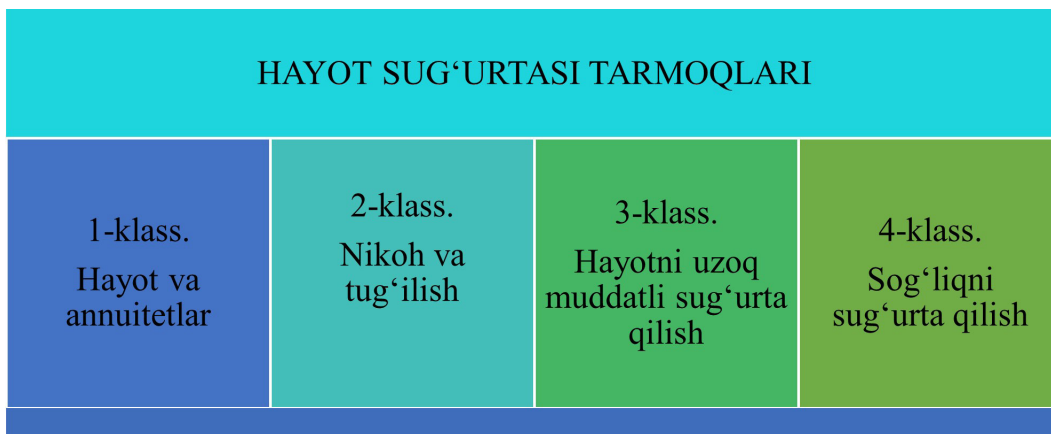 HAYOT SUG‘URTASI TARMOQLARI
1-klass.
Hayot va
annuitetlar
2-klass.
Nikoh va
tug‘ilish
3-klass.
Hayotni uzoq
muddatli sug‘urta
qilish
4-klass.
Sog‘liqni
sug‘urta qilish